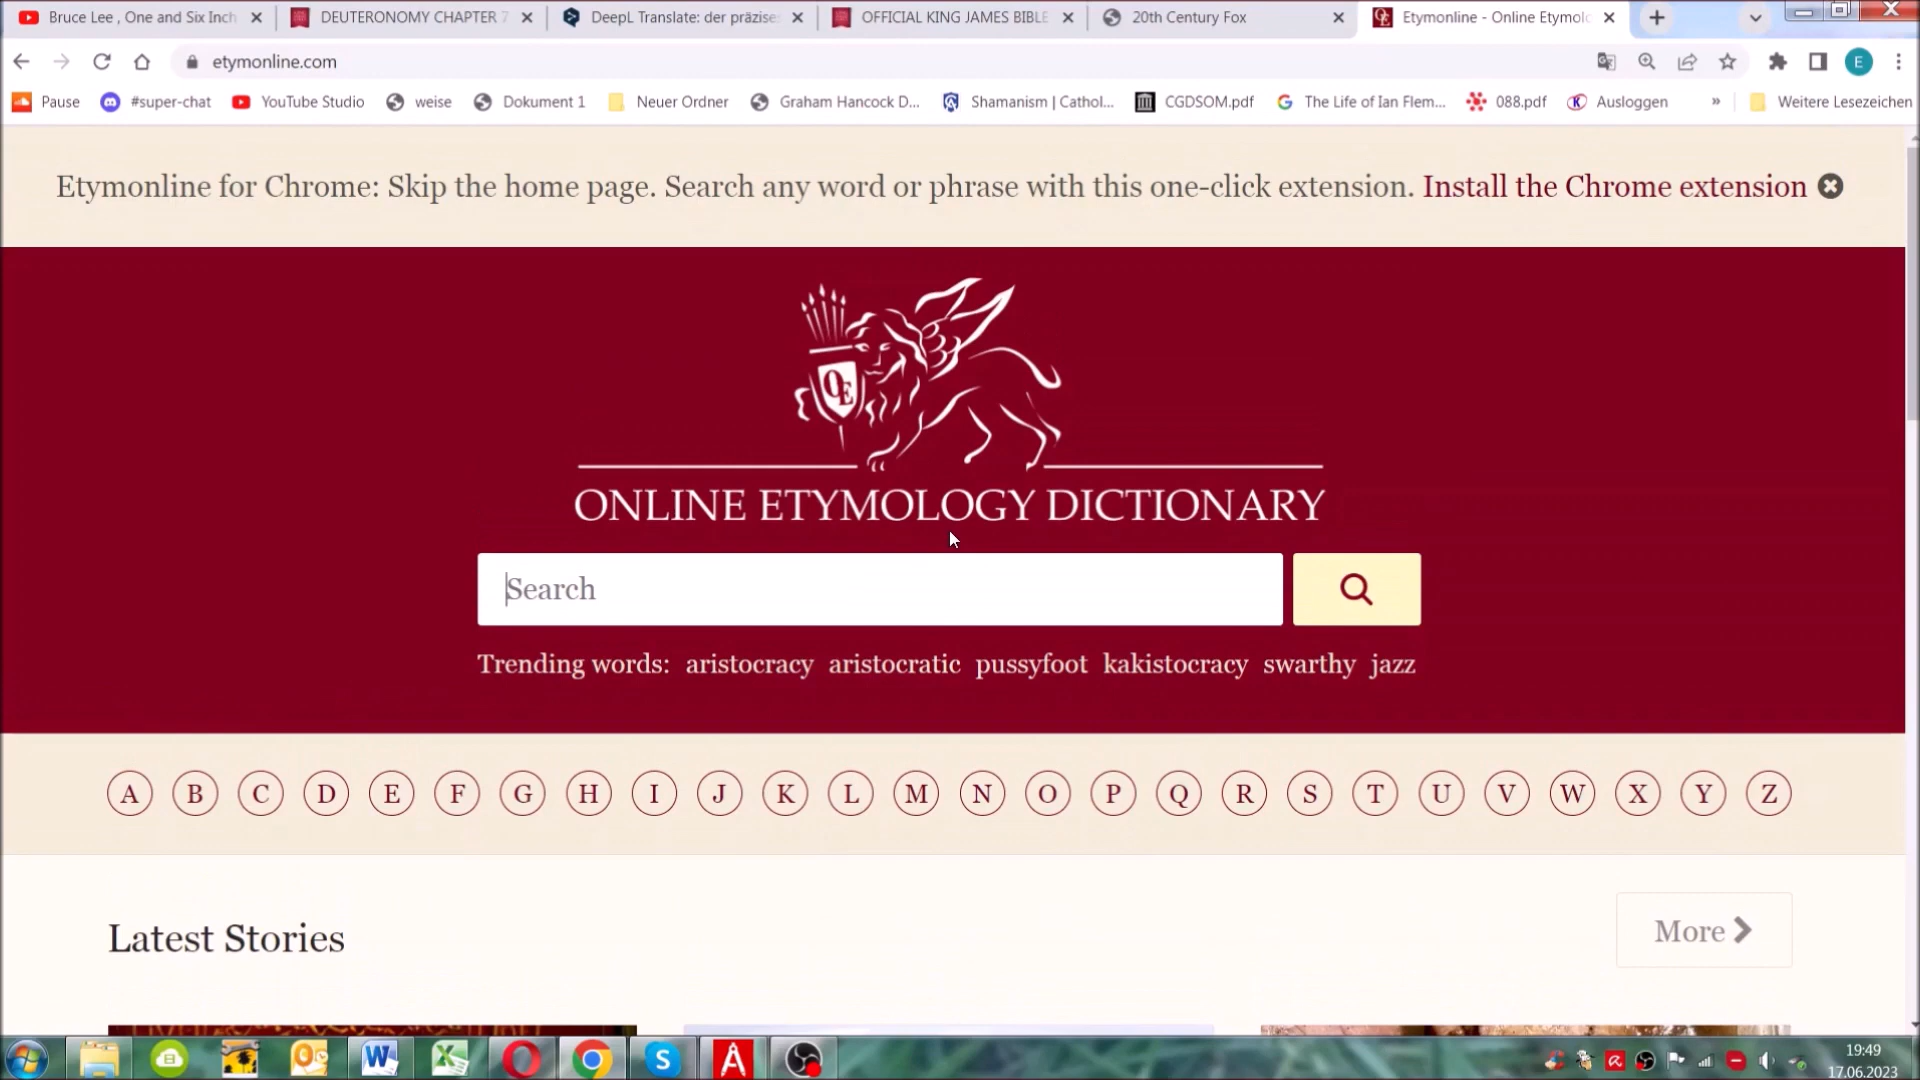 Bruce Lee , One and Six Inch
DEUTERONOMY CHAPTER 7
DeepL Translate: der präzise
OFFICIAL KING JAMES BIBLE
20th Century Fox
Etymonline - Online Etymolo
etymonline.com
E
Pause
#super-chat
YouTube Studio
weise
Dokument 1
Neuer Ordner
Graham Hancock D...
Shamanism | Cathol...
CGDSOM.pdf
The Life of Ian Flem...
088.pdf
Ausloggen
»
Weitere Lesezeichen
Etymonline for Chrome: Skip the home page. Search any word or phrase with this one-click extension. Install the Chrome extension
OE
ONLINE ETYMOLOGY DICTIONARY
Search
Trending words: aristocracy aristocratic pussyfoot kakistocracy swarthy jazz
A B C D E F G H I J K L M N O P Q R S T U V W X Y Z
Latest Stories
More
19:49
17.06.2023